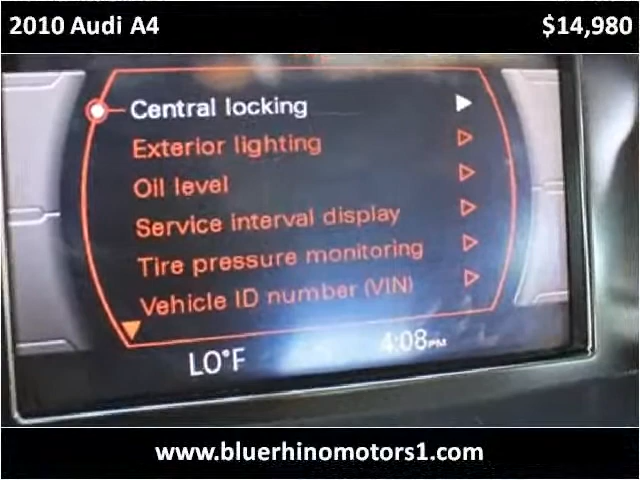 2010 Audi A4 $14,980
Central locking
Exterior lighting
Oil level
Service interval display
Tire pressure monitoring
Vehicle ID number (VIN)
LO°F 4:08PM
www.bluerhinomotors1.com